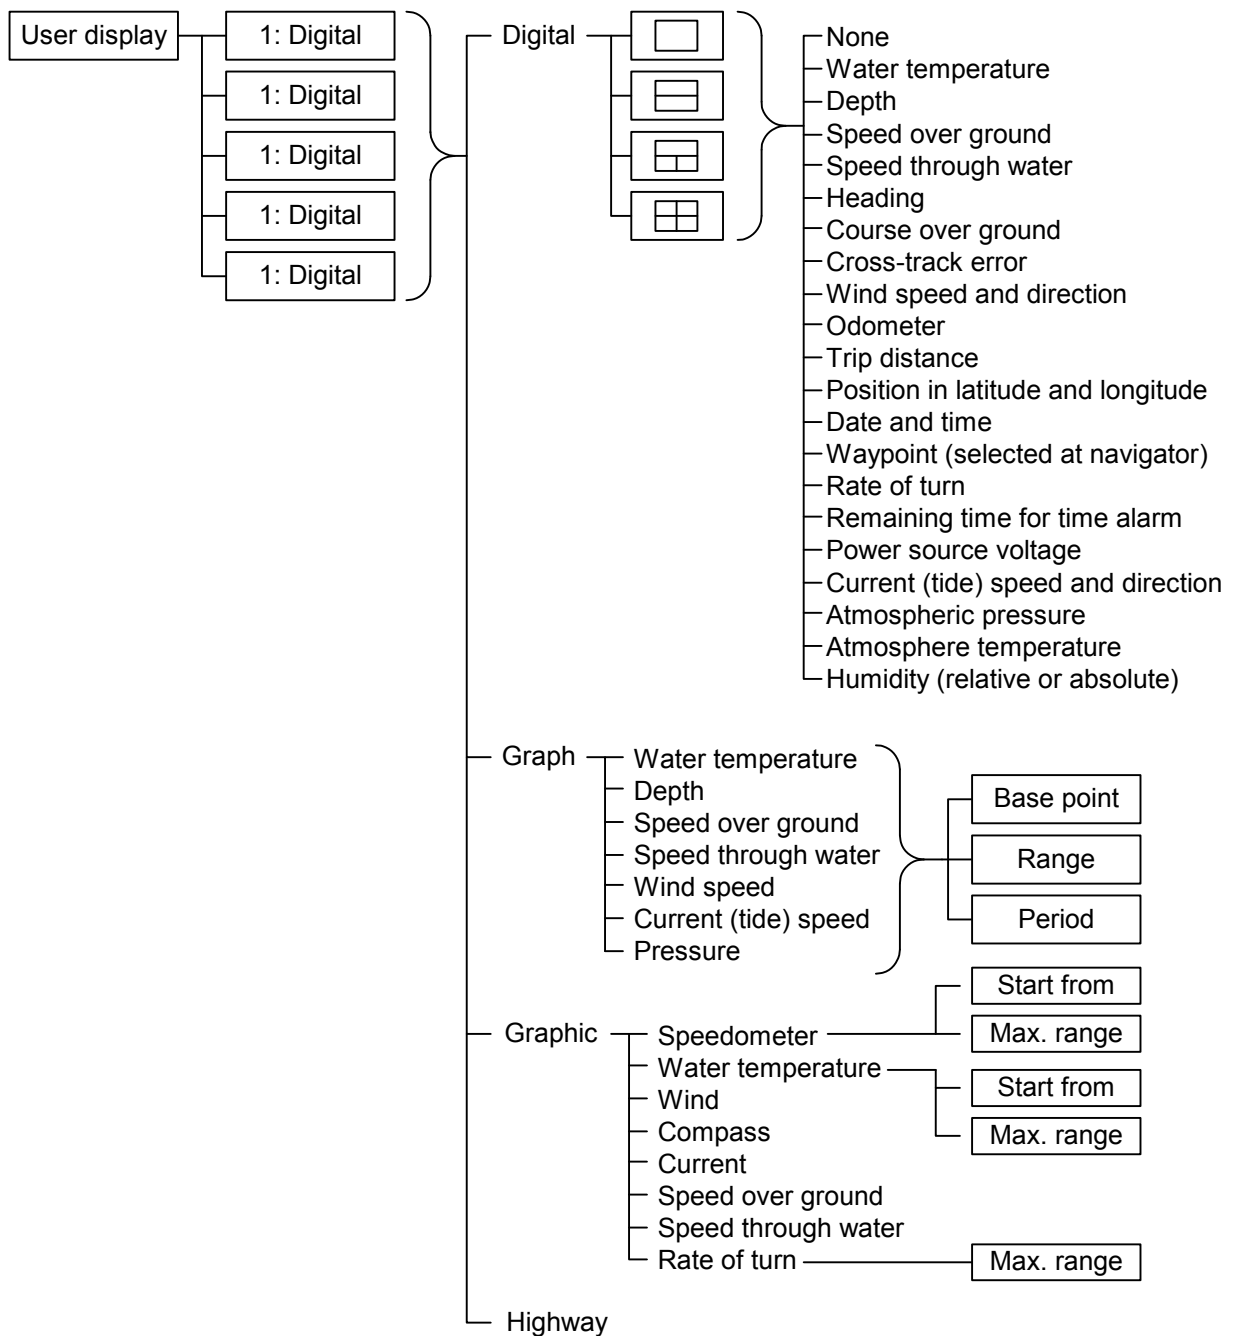 User display
1: Digital
1: Digital
1: Digital
1: Digital
1: Digital
Digital
None
Water temperature
Depth
Speed over ground
Speed through water
Heading
Course over ground
Cross-track error
Wind speed and direction
Odometer
Trip distance
Position in latitude and longitude
Date and time
Waypoint (selected at navigator)
Rate of turn
Remaining time for time alarm
Power source voltage
Current (tide) speed and direction
Atmospheric pressure
Atmosphere temperature
Humidity (relative or absolute)
Graph
Water temperature
Depth
Speed over ground
Speed through water
Wind speed
Current (tide) speed
Pressure
Base point
Range
Period
Graphic
Speedometer
Start from
Max. range
Water temperature
Start from
Max. range
Wind
Compass
Current
Speed over ground
Speed through water
Rate of turn
Max. range
Highway